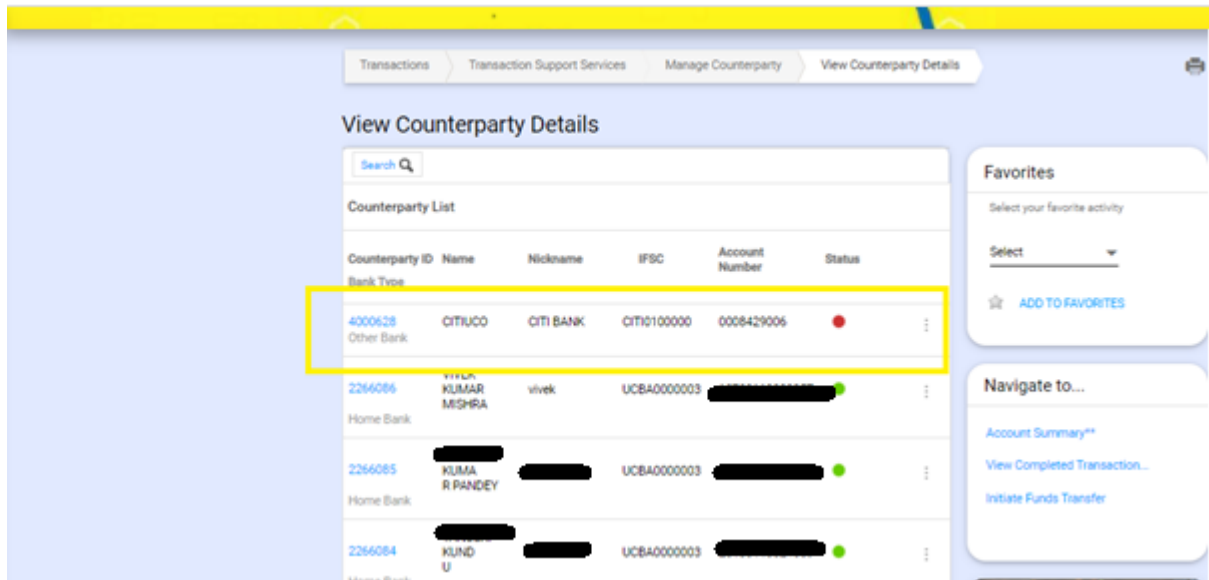 Transactions Transaction Support Services Manage Counterparty View Counterparty Details
View Counterparty Details
Search
Counterparty List
Counterparty ID Name Nickname IFSC Account Number Status
Bank Type
4000628 CITIUCO CITI BANK CITI0100000 0008429006
Other Bank
2266086 VIVEK KUMAR MISHRA vivek UCBA0000003
Home Bank
2266085 KUMA R PANDEY UCBA0000003
Home Bank
2266084 KUND U UCBA0000003
Home Bank
Favorites
Select your favorite activity
Select
ADD TO FAVORITES
Navigate to...
Account Summary**
View Completed Transaction...
Initiate Funds Transfer